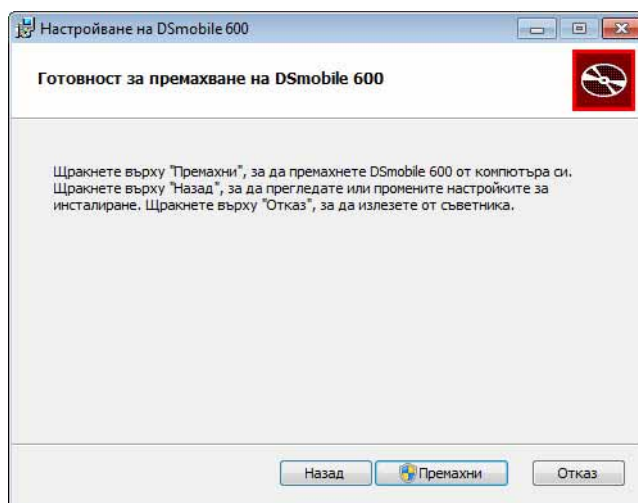 Настройване на DSmobile 600
Готовност за премахване на DSmobile 600
Щракнете върху "Премахни", за да премахнете DSmobile 600 от компютъра си.
Щракнете върху "Назад", за да прегледате или промените настройките за
инсталиране. Щракнете върху "Отказ", за да излезете от съветника.
Назад Премахни Отказ